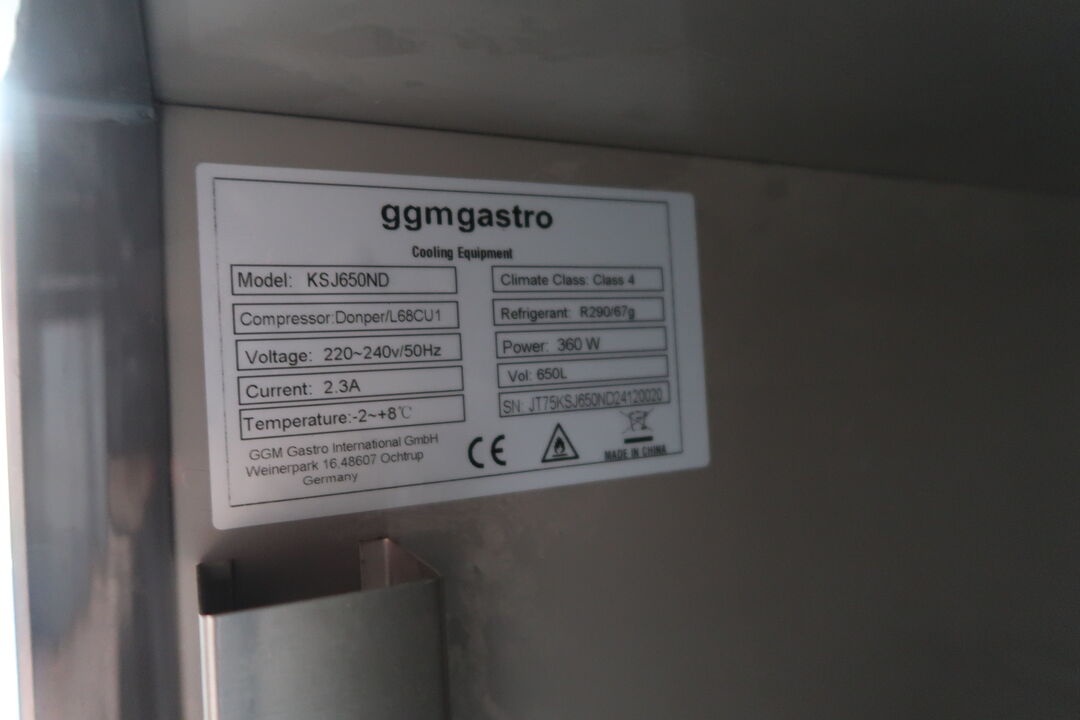 ggmgastro
Cooling Equipment
Model: KSJ650ND
Compressor:Donper/L68CU1
Voltage: 220~240v/50Hz
Current: 2.3A
Temperature:-2~+8℃
GGM Gastro International GmbH
Weinerpark 16,48607 Ochtrup
Germany
Climate Class: Class 4
Refrigerant: R290/67g
Power: 360 W
Vol: 650L
SN: JT75KSJ650ND24120020
CE
MADE IN CHINA